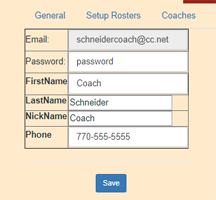 General Setup Rosters Coaches
Email: schneidercoach@cc.net
Password: password
FirstName Coach
LastName Schneider
NickName Coach
Phone 770-555-5555
Save